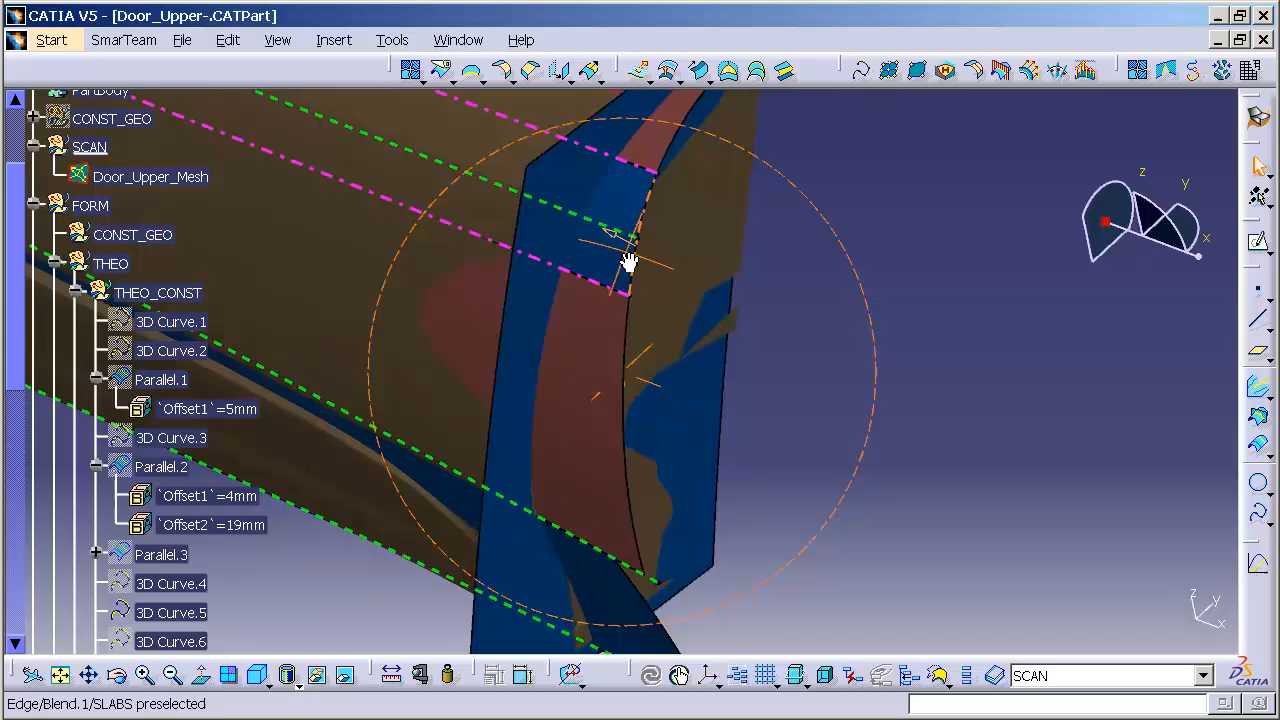 CATIA V5 - [Door_Upper-.CATPart]
Start SmarTeam File Edit View Insert Tools Window Help
PartBody
CONST_GEO
SCAN
Door_Upper_Mesh
FORM
CONST_GEO
THEO
THEO_CONST
3D Curve.1
3D Curve.2
Parallel.1
`Offset1`=5mm
3D Curve.3
Parallel.2
`Offset1`=4mm
`Offset2`=19mm
Parallel.3
3D Curve.4
3D Curve.5
3D Curve.6
z
y
x
z
y
x
SCAN
CATIA
Edge/Blend.1/SLABS preselected